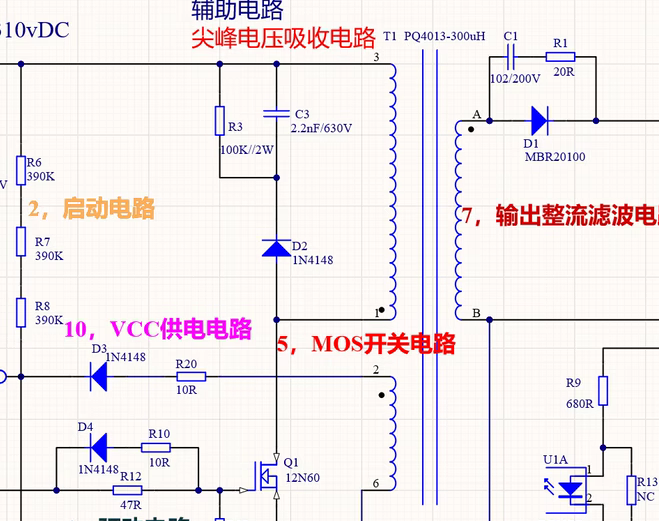 辅助电路
310vDC
尖峰电压吸收电路
T1 PQ4013-300uH
C1
R1
102/200V
20R
3
R3
C3
2.2nF/630V
100K//2W
A
D1
MBR20100
R6
390K
V
2，启动电路
7，输出整流滤波电
R7
390K
D2
1N4148
R8
390K
10，VCC供电电路
1
B
5，MOS开关电路
D3
1N4148
R20
10R
2
R9
680R
D4
1N4148
R10
10R
R12
47R
Q1
12N60
6
U1A
1
2
R13
NC